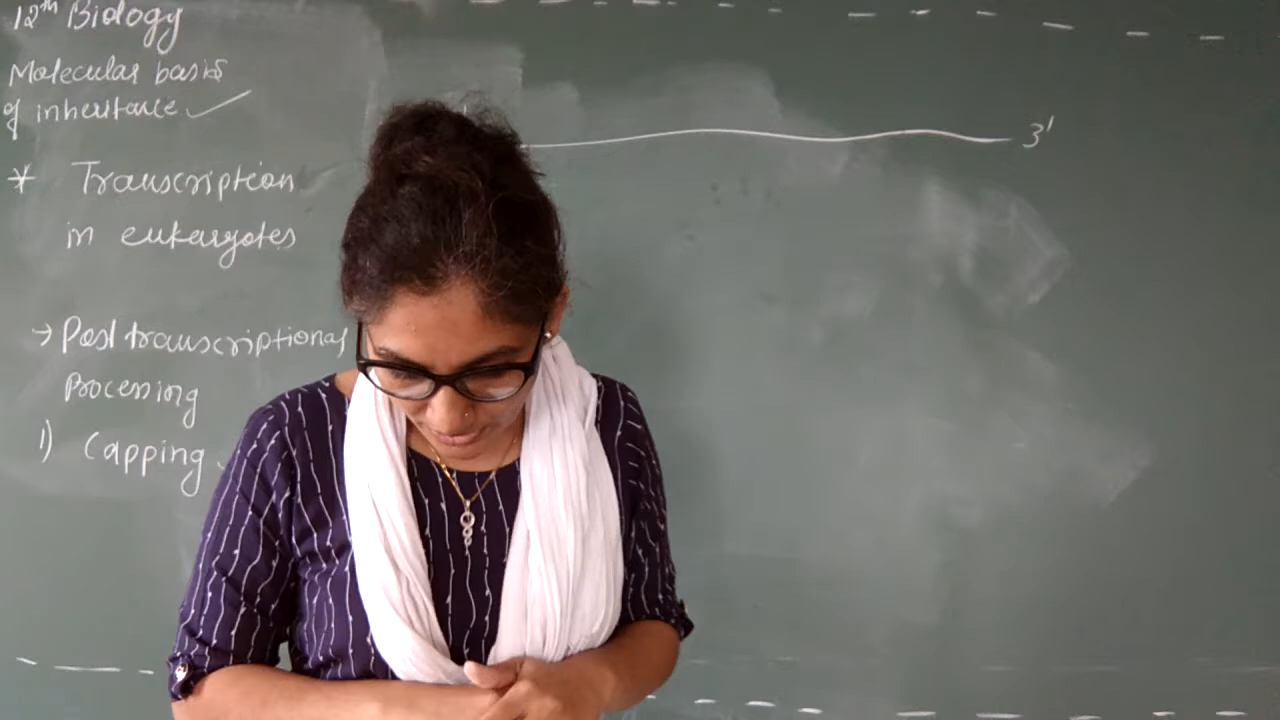 12th Biology
Molecular basis
of inheritance ✓
* Transcription
in eukaryotes
→ Post transcriptional
Processing
1) Capping
3'